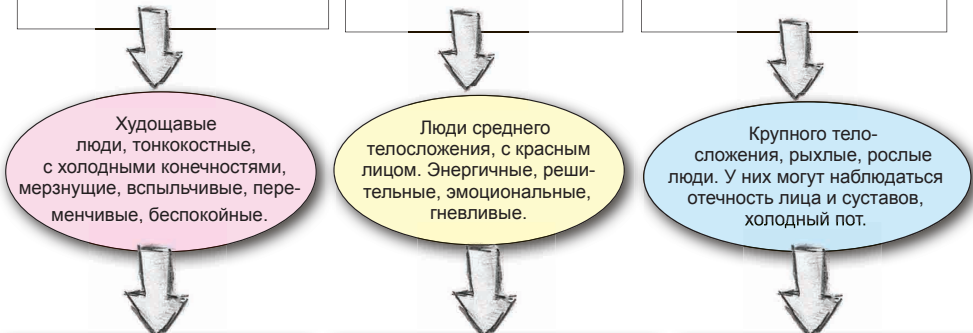 Худощавые
люди, тонкокостные,
с холодными конечностями,
мерзнущие, вспыльчивые, пере-
менчивые, беспокойные.
Люди среднего
телосложения, с красным
лицом. Энергичные, реши-
тельные, эмоциональные,
гневливые.
Крупного тело-
сложения, рыхлые, рослые
люди. У них могут наблюдаться
отечность лица и суставов,
холодный пот.